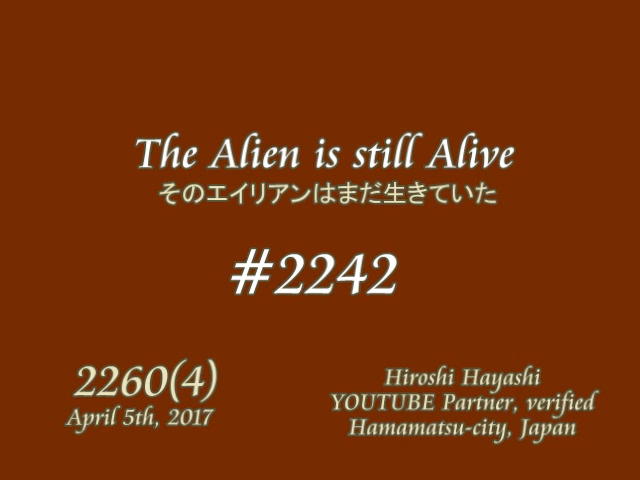 The Alien is still Alive
そのエイリアンはまだ生きていた
#2242
2260(4)
April 5th, 2017
Hiroshi Hayashi
YOUTUBE Partner, verified
Hamamatsu-city, Japan